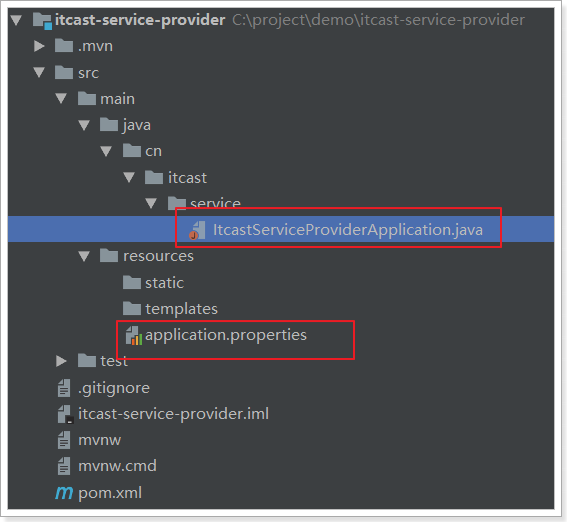 itcast-service-provider C:\project\demo\itcast-service-provider
.mvn
src
main
java
cn
itcast
service
ItcastServiceProviderApplication.java
resources
static
templates
application.properties
test
.gitignore
itcast-service-provider.iml
mvnw
mvnw.cmd
m pom.xml